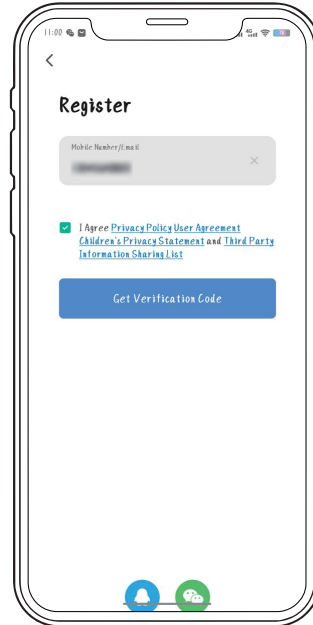 11:00
Register
Mobile Number/Email
I Agree Privacy Policy User Agreement
Children's Privacy Statement and Third Party
Information Sharing List
Get Verification Code